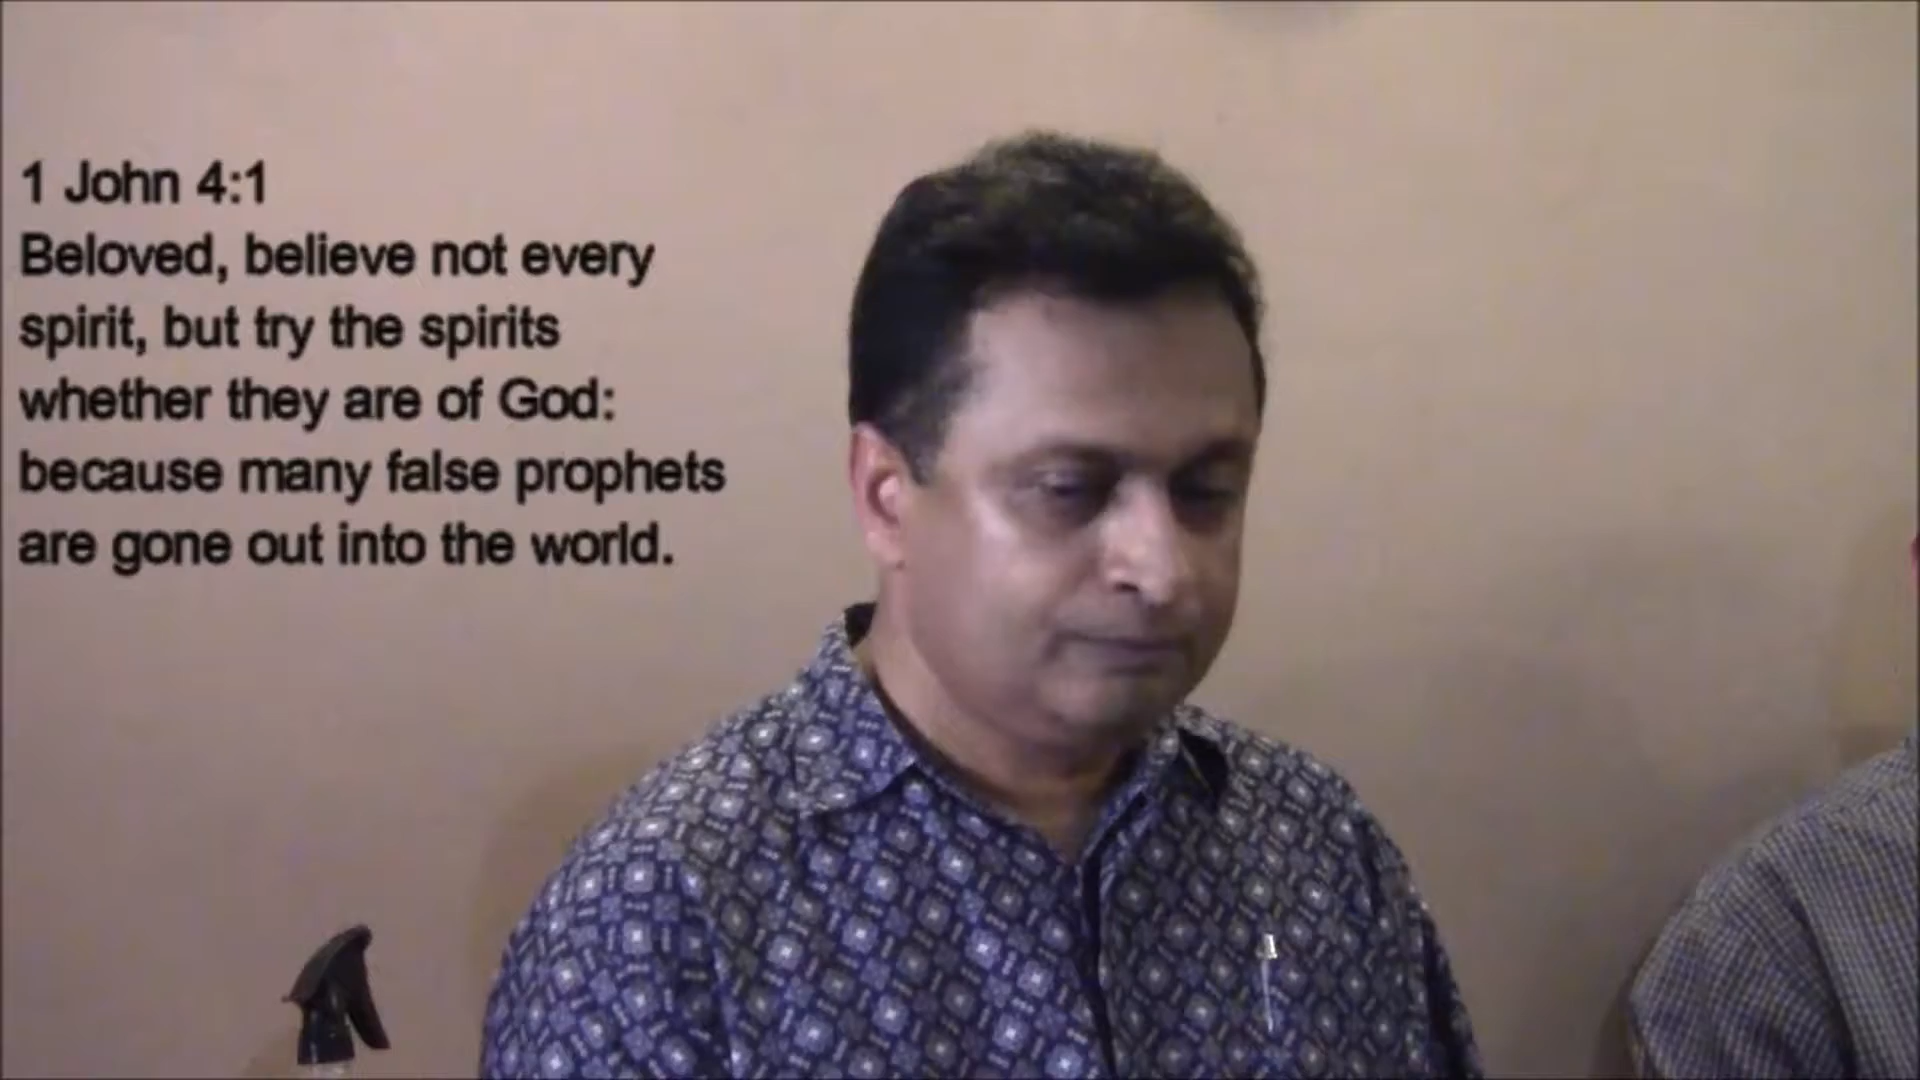 1 John 4:1
Beloved, believe not every
spirit, but try the spirits
whether they are of God:
because many false prophets
are gone out into the world.